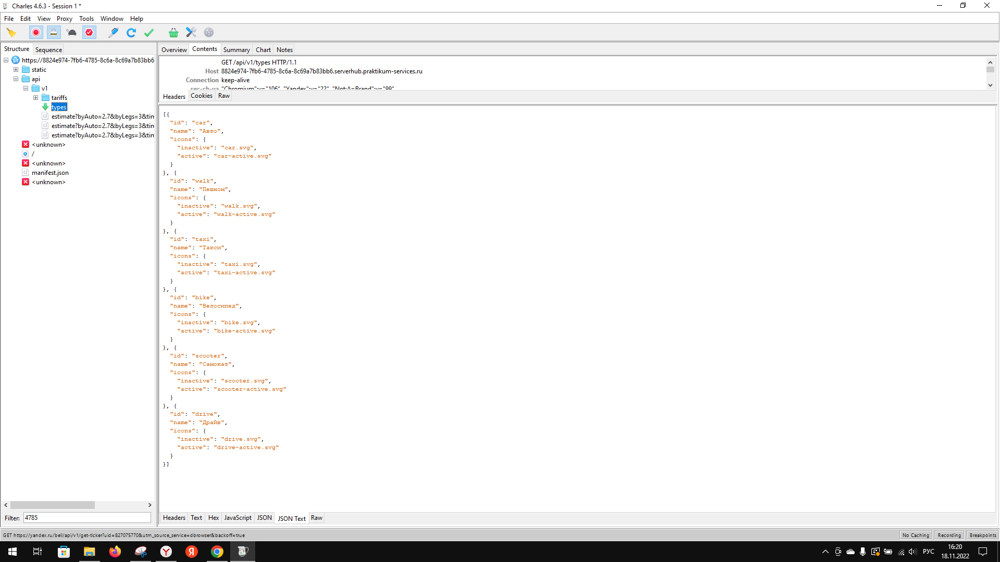 Charles 4.6.3 - Session 1 *
File Edit View Proxy Tools Window Help
Structure Sequence
https://8824e974-7fb6-4785-8c6a-8c69a7b83bb6
static
api
v1
tariffs
types
estimate?byAuto=2.7&byLegs=3&tim
estimate?byAuto=2.7&byLegs=3&tim
estimate?byAuto=2.7&byLegs=3&tim
<unknown>
/
<unknown>
manifest.json
<unknown>
Filter: 4785
Overview Contents Summary Chart Notes
GET /api/v1/types HTTP/1.1
Host 8824e974-7fb6-4785-8c6a-8c69a7b83bb6.serverhub.praktikum-services.ru
Connection keep-alive
sec-ch-ua "Chromium";v="106", "Yandex";v="22", "Not;A=Brand";v="99"
Headers Cookies Raw
[{
"id": "car",
"name": "Авто",
"icons": {
"inactive": "car.svg",
"active": "car-active.svg"
}
}, {
"id": "walk",
"name": "Пешком",
"icons": {
"inactive": "walk.svg",
"active": "walk-active.svg"
}
}, {
"id": "taxi",
"name": "Такси",
"icons": {
"inactive": "taxi.svg",
"active": "taxi-active.svg"
}
}, {
"id": "bike",
"name": "Велосипед",
"icons": {
"inactive": "bike.svg",
"active": "bike-active.svg"
}
}, {
"id": "scooter",
"name": "Самокат",
"icons": {
"inactive": "scooter.svg",
"active": "scooter-active.svg"
}
}, {
"id": "drive",
"name": "Драйв",
"icons": {
"inactive": "drive.svg",
"active": "drive-active.svg"
}
}]
Headers Text Hex JavaScript JSON JSON Text Raw
GET https://yandex.ru/bell/api/v1/get-ticker?uid=827075770&utm_source_service=dbrowser&backoff=true
No Caching Recording Breakpoints
РУС
16:20
18.11.2022